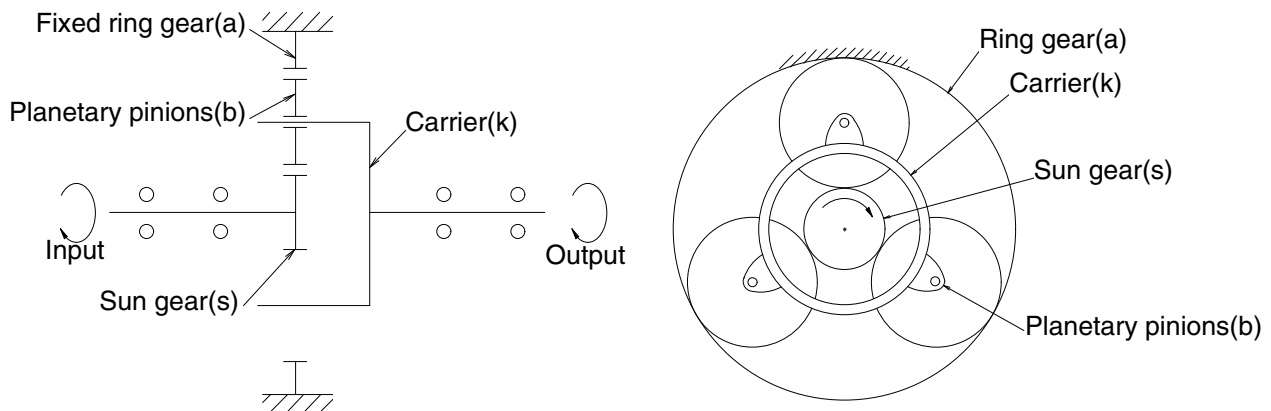 Fixed ring gear(a)
Planetary pinions(b)
Carrier(k)
Input
Output
Sun gear(s)
Ring gear(a)
Carrier(k)
Sun gear(s)
Planetary pinions(b)